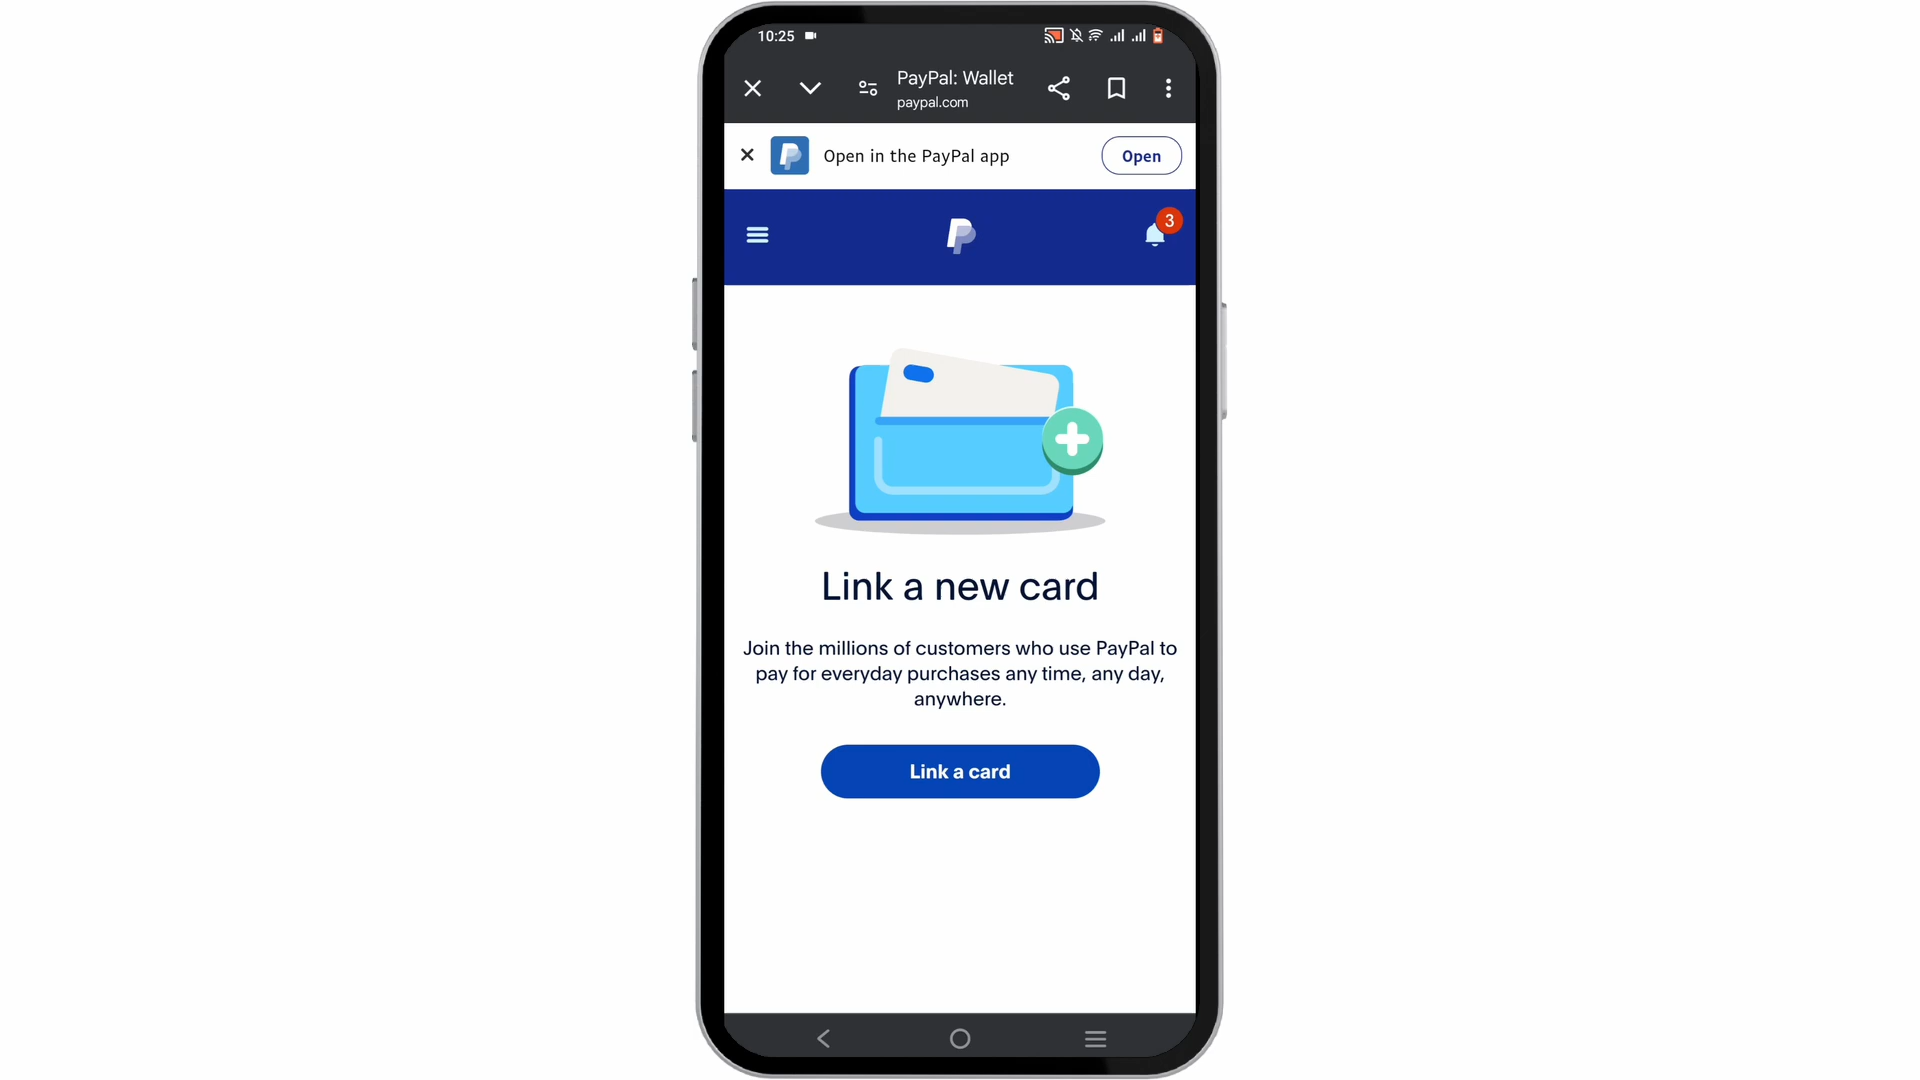 10:25
PayPal: Wallet
paypal.com
Open in the PayPal app
Open
3
Link a new card
Join the millions of customers who use PayPal to
pay for everyday purchases any time, any day,
anywhere.
Link a card